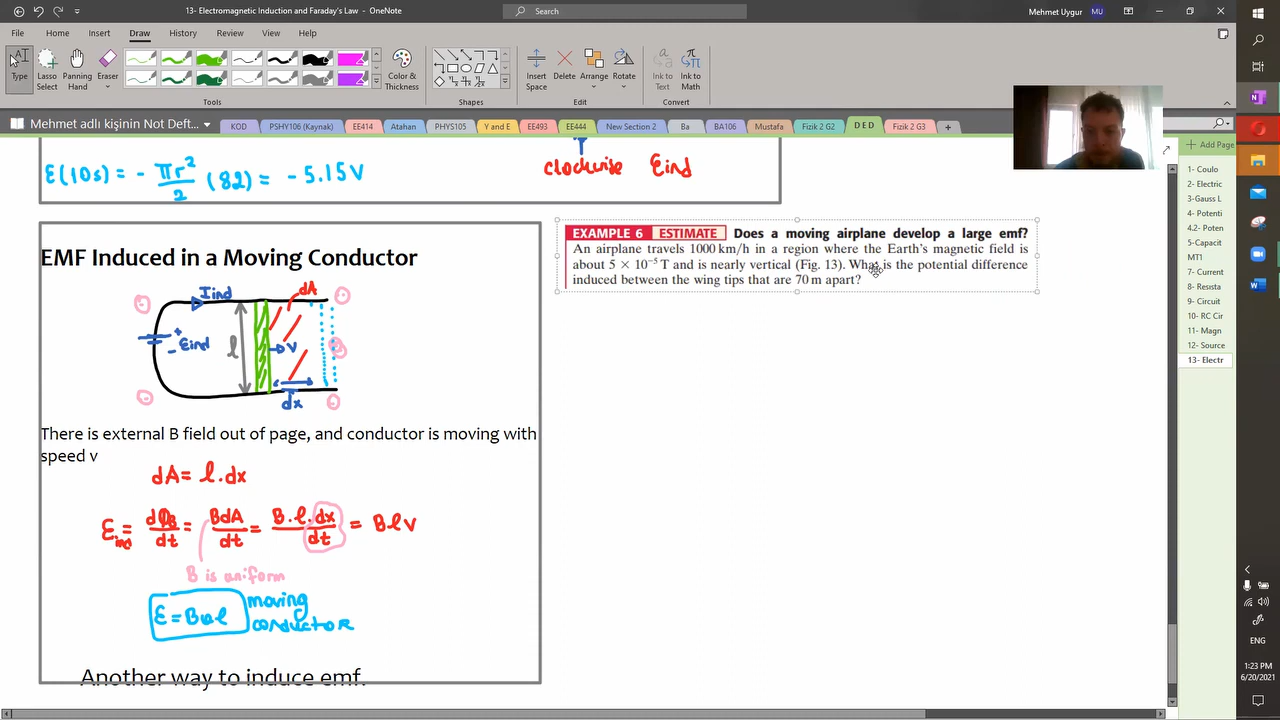 13- Electromagnetic Induction and Faraday's Law - OneNote
Search
Mehmet Uygur
MU
File
Home
Insert
Draw
History
Review
View
Help
Type
Lasso Select
Panning Hand
Eraser
Color & Thickness
Insert Space
Delete
Arrange
Rotate
Ink to Text
Ink to Math
Tools
Shapes
Edit
Convert
Mehmet adlı kişinin Not Deft...
KOD
PSHY106 (Kaynak)
EE414
Atahan
PHYS105
Y and E
EE493
EE444
New Section 2
Ba
BA106
Mustafa
Fizik 2 G2
D E D
Fizik 2 G3
Add Page
1- Coulo
2- Electric
3-Gauss L
4- Potenti
4.2- Poten
5-Capacit
MT1
7- Current
8- Resista
9- Circuit
10- RC Cir
11- Magn
12- Source
13- Electr
E(10s) = - πr²/2 (82) = - 5.15V
clockwise Eind
EMF Induced in a Moving Conductor
Iind
dA
+
- Eind
l
v
dx
There is external B field out of page, and conductor is moving with
speed v
dA= l.dx
Eind = dΦB/dt = BdA/dt = B.l.dx/dt = Blv
B is uniform
E = Bvl moving
conductor
Another way to induce emf.
EXAMPLE 6 ESTIMATE Does a moving airplane develop a large emf?
An airplane travels 1000 km/h in a region where the Earth's magnetic field is
about 5 × 10⁻⁵ T and is nearly vertical (Fig. 13). What is the potential difference
induced between the wing tips that are 70 m apart?
ENG
1:23 PM
6/20/2021